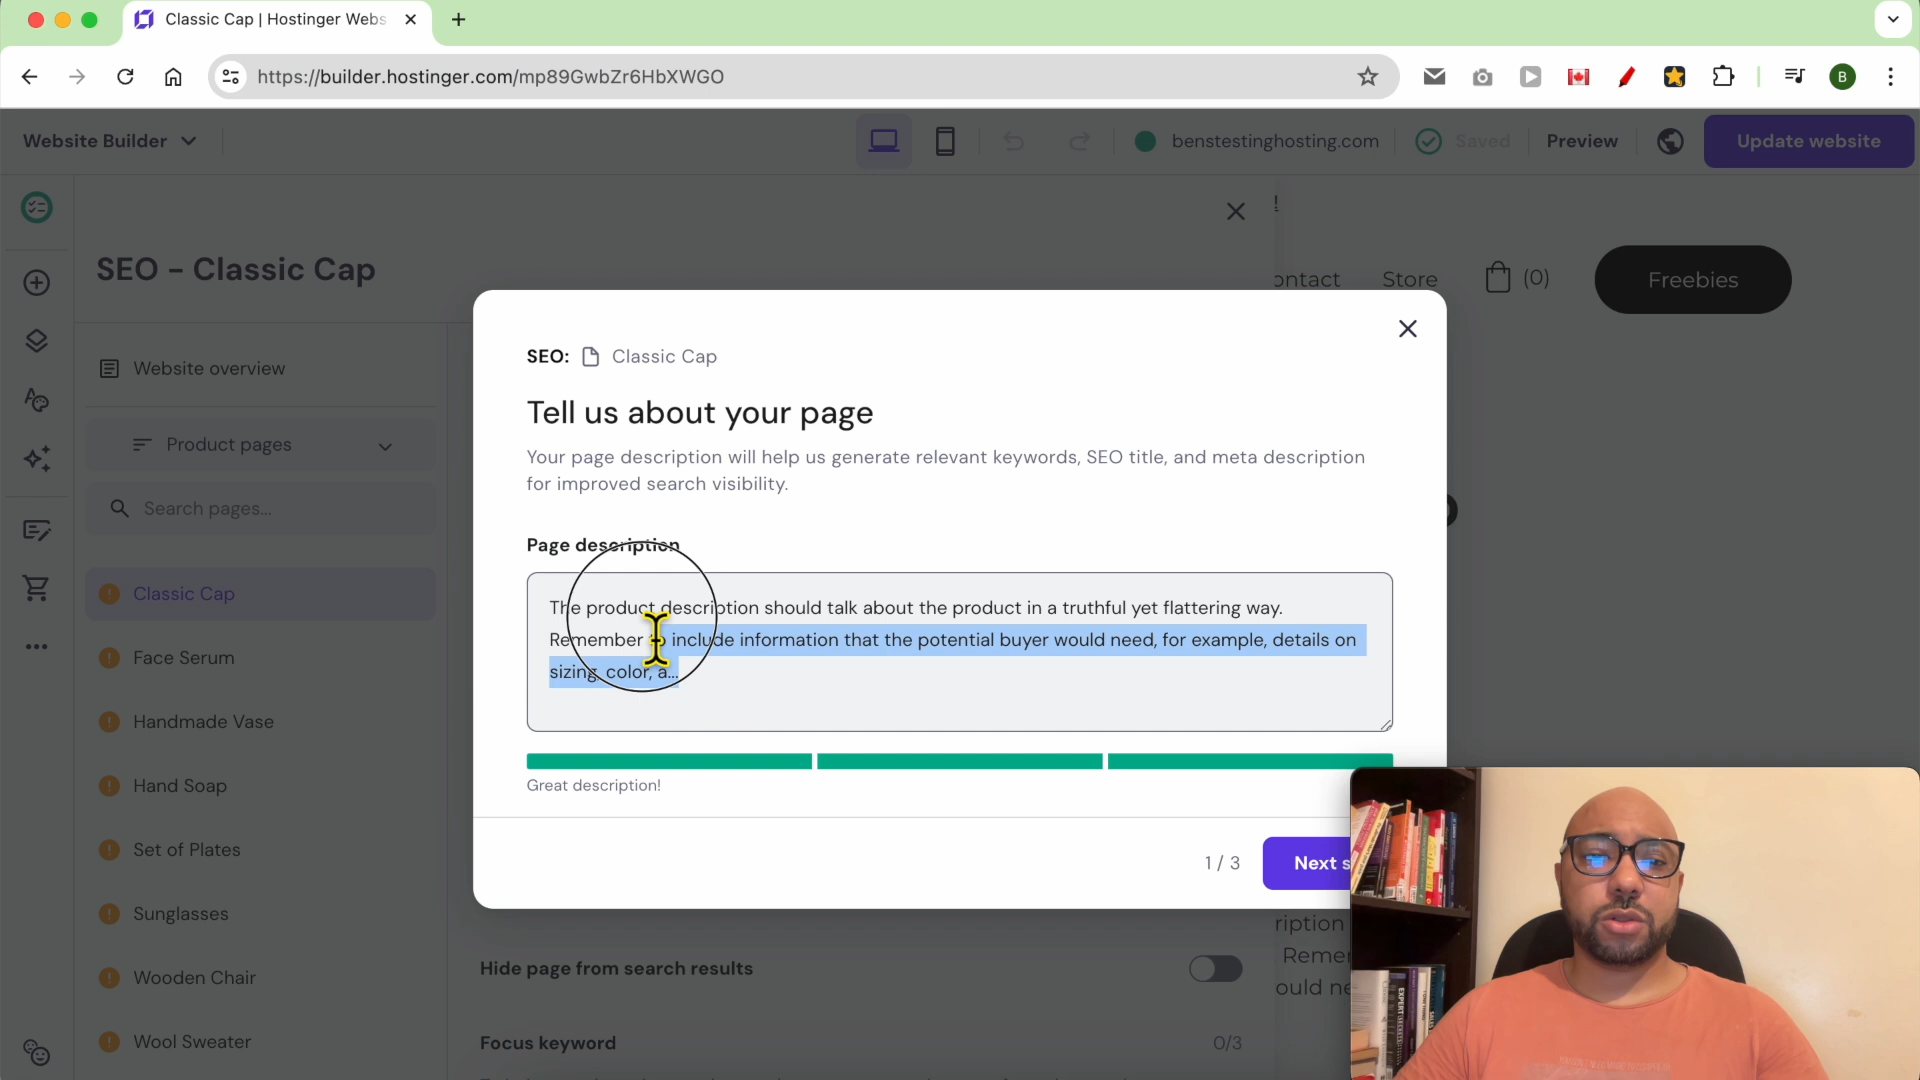 Classic Cap | Hostinger Webs
https://builder.hostinger.com/mp89GwbZr6HbXWGO
B
Website Builder
benstestinghosting.com
Saved
Preview
Update website
SEO - Classic Cap
ontact
Store
(0)
Freebies
Website overview
Product pages
Search pages...
Classic Cap
Face Serum
Handmade Vase
Hand Soap
Set of Plates
Sunglasses
Wooden Chair
Wool Sweater
SEO: Classic Cap
Tell us about your page
Your page description will help us generate relevant keywords, SEO title, and meta description
for improved search visibility.
Page description
The product description should talk about the product in a truthful yet flattering way.
Remember to include information that the potential buyer would need, for example, details on
sizing, color, a...
Great description!
1 / 3
Next s
ription
Remer
ould ne
Hide page from search results
Focus keyword
0/3